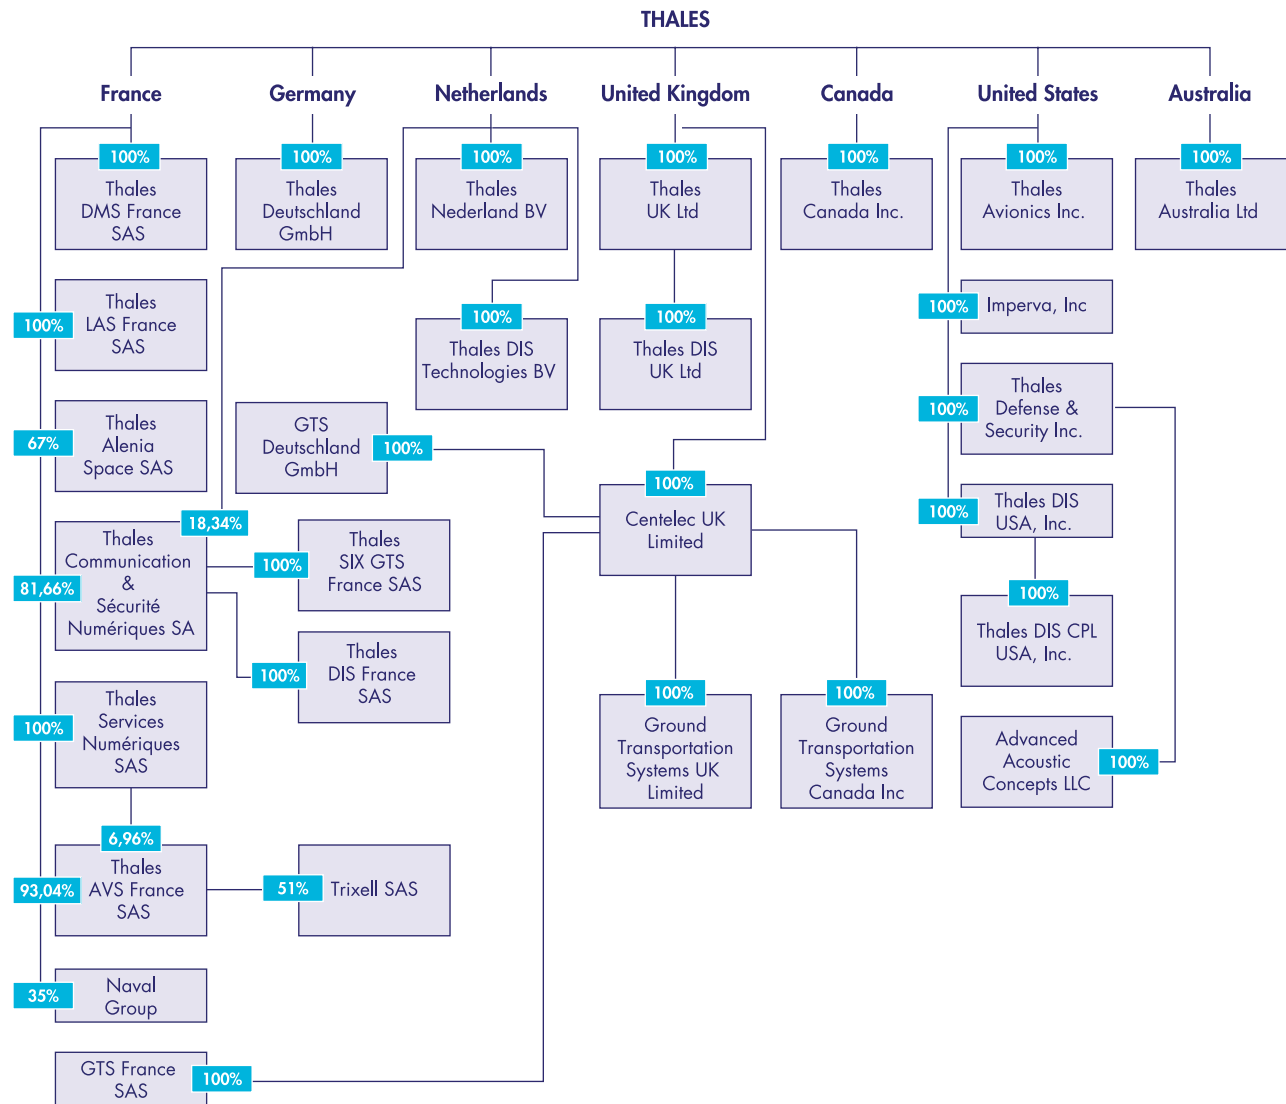 THALES
France
Germany
Netherlands
United Kingdom
Canada
United States
Australia
100%
Thales
DMS France
SAS
100%
Thales
Deutschland
GmbH
100%
Thales
Nederland BV
100%
Thales
UK Ltd
100%
Thales
Canada Inc.
100%
Thales
Avionics Inc.
100%
Thales
Australia Ltd
100%
Thales
LAS France
SAS
100%
Thales DIS
Technologies BV
100%
Thales DIS
UK Ltd
100%
Imperva, Inc
67%
Thales
Alenia
Space SAS
GTS
Deutschland
GmbH
100%
100%
Thales
Defense &
Security Inc.
18,34%
81,66%
Thales
Communication
&
Sécurité
Numériques SA
100%
Thales
SIX GTS
France SAS
100%
Centelec UK
Limited
100%
Thales DIS
USA, Inc.
100%
Thales DIS CPL
USA, Inc.
100%
Thales
DIS France
SAS
100%
Thales
Services
Numériques
SAS
100%
Ground
Transportation
Systems UK
Limited
100%
Ground
Transportation
Systems
Canada Inc
Advanced
Acoustic
Concepts LLC
100%
6,96%
93,04%
Thales
AVS France
SAS
51%
Trixell SAS
35%
Naval
Group
GTS France
SAS
100%